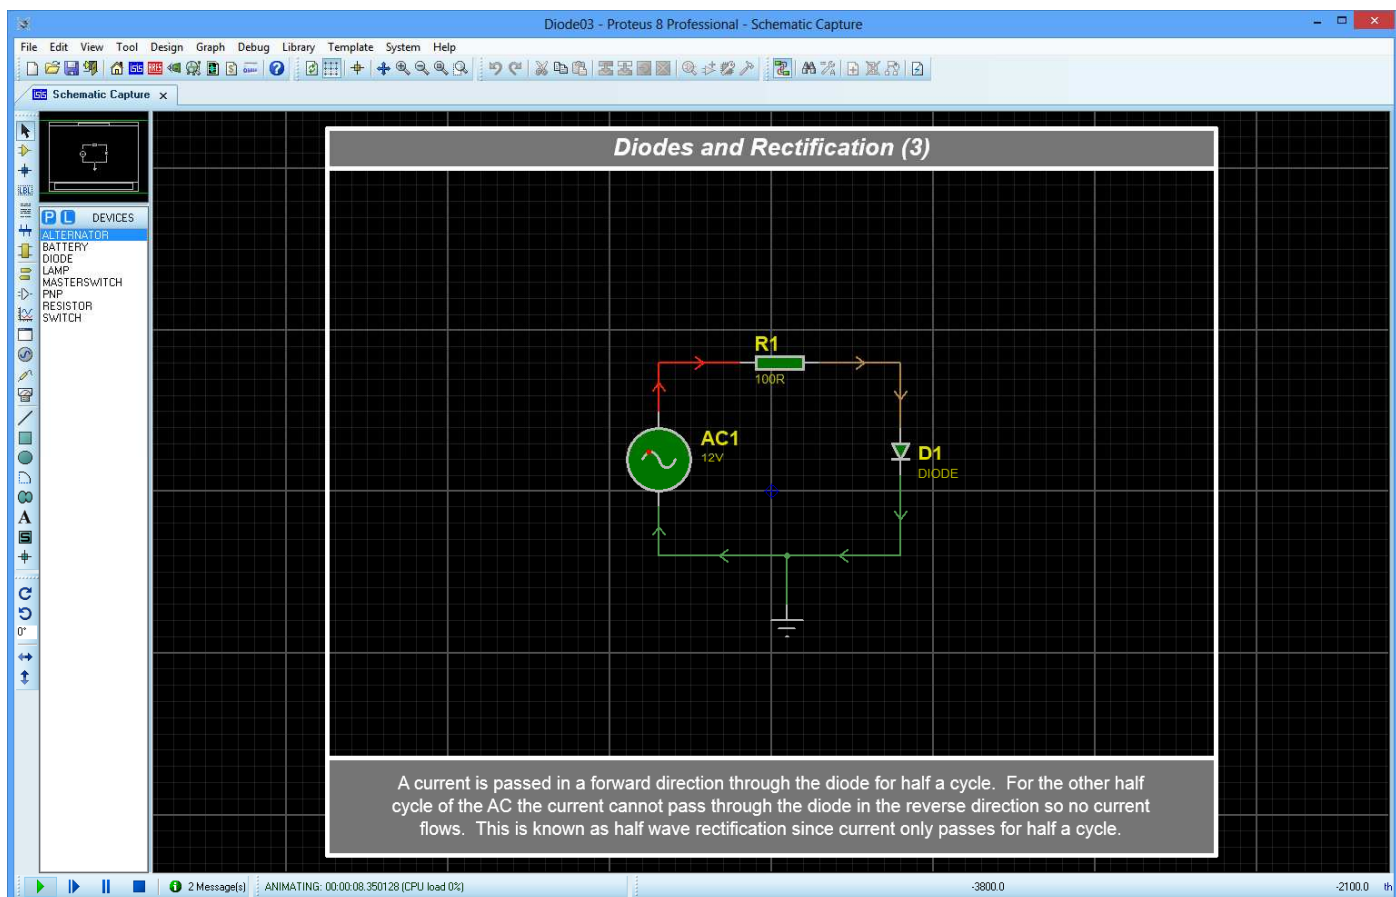 Diode03 - Proteus 8 Professional - Schematic Capture
File Edit View Tool Design Graph Debug Library Template System Help
Schematic Capture x
Diodes and Rectification (3)
P L DEVICES
ALTERNATOR
BATTERY
DIODE
LAMP
MASTERSWITCH
PNP
RESISTOR
SWITCH
R1
100R
AC1
12V
D1
DIODE
0°
A current is passed in a forward direction through the diode for half a cycle. For the other half
cycle of the AC the current cannot pass through the diode in the reverse direction so no current
flows. This is known as half wave rectification since current only passes for half a cycle.
2 Message(s) ANIMATING: 00:00:08.350128 (CPU load 0%) -3800.0 -2100.0 th